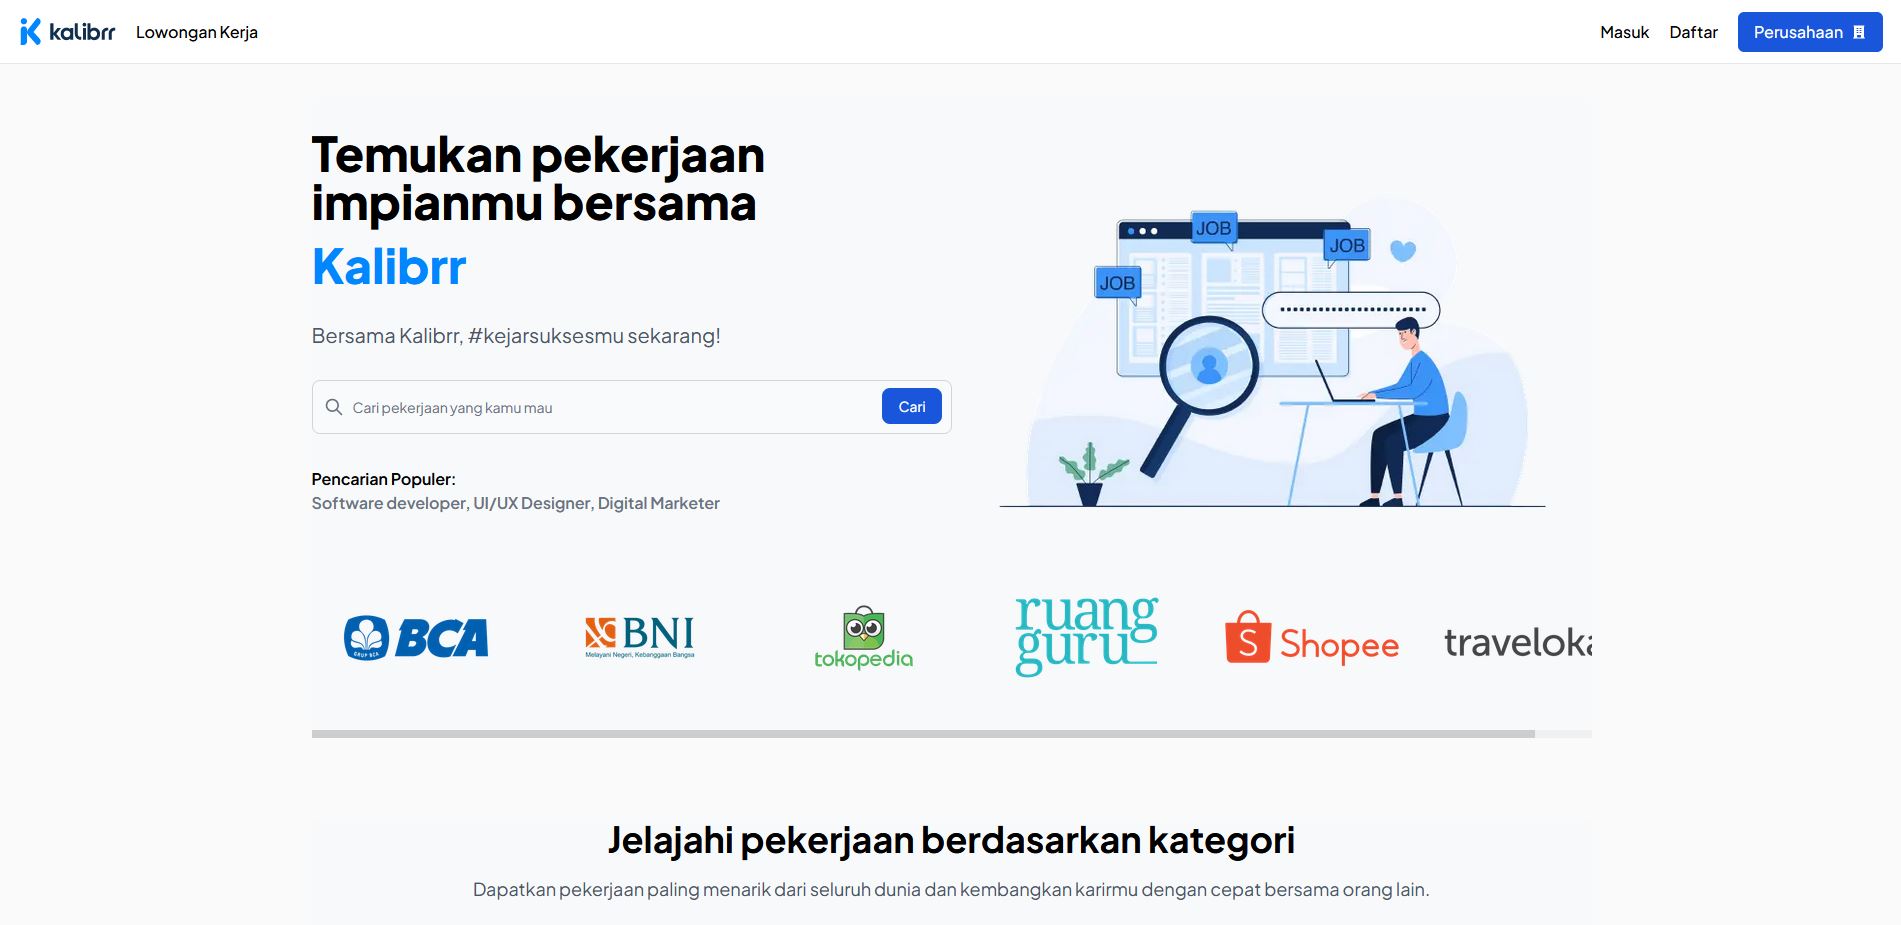 kalibrr Lowongan Kerja Masuk Daftar Perusahaan
Temukan pekerjaan
impianmu bersama
Kalibrr
Bersama Kalibrr, #kejarsuksesmu sekarang!
Cari pekerjaan yang kamu mau Cari
Pencarian Populer:
Software developer, UI/UX Designer, Digital Marketer
JOB
JOB
JOB
GRUP BCA
BCA
BNI
Melayani Negeri, Kebanggaan Bangsa
tokopedia
ruang
guru
S Shopee
traveloka
Jelajahi pekerjaan berdasarkan kategori
Dapatkan pekerjaan paling menarik dari seluruh dunia dan kembangkan karirmu dengan cepat bersama orang lain.